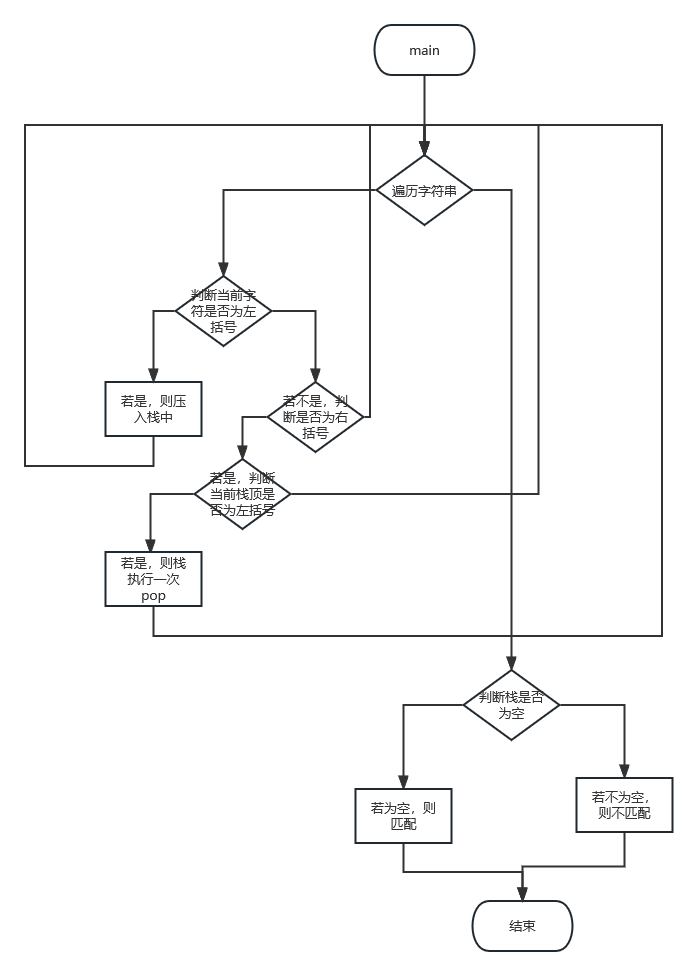 main
遍历字符串
判断当前字
符是否为左
括号
若是，则压
入栈中
若不是，判
断是否为右
括号
若是，判断
当前栈顶是
否为左括号
若是，则栈
执行一次
pop
判断栈是否
为空
若为空，则
匹配
若不为空，
则不匹配
结束